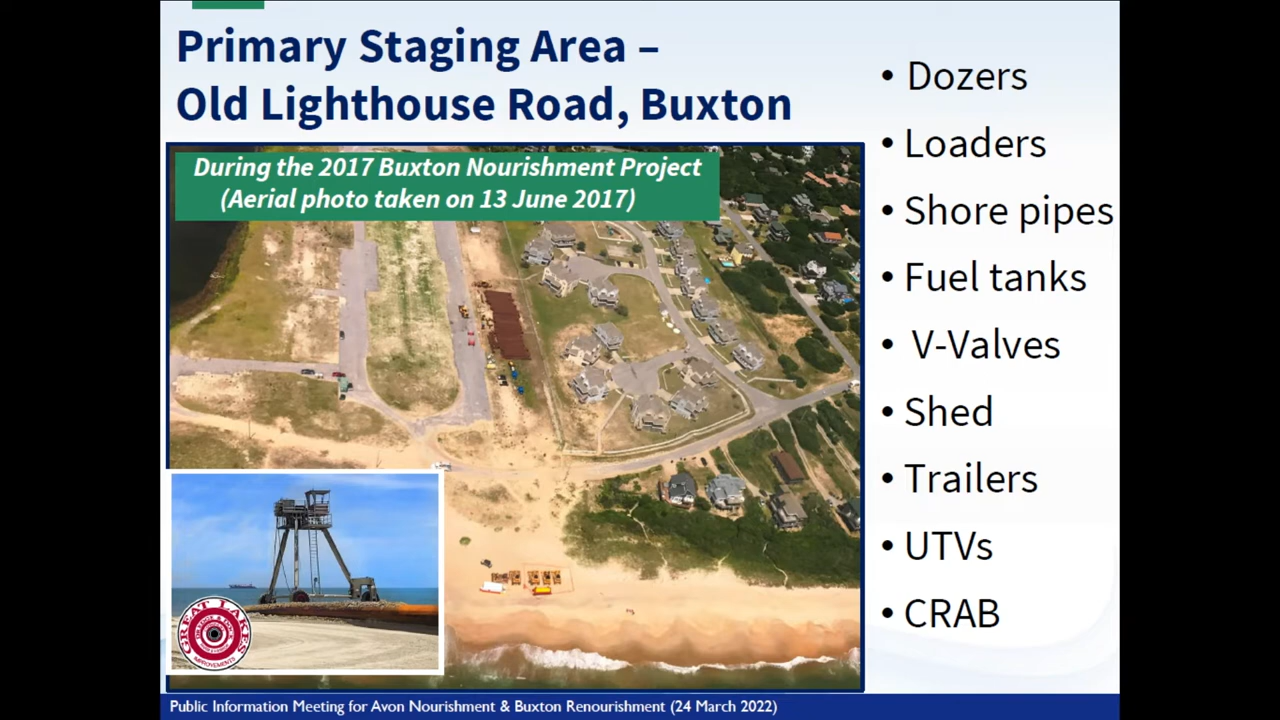 Primary Staging Area –
Old Lighthouse Road, Buxton
During the 2017 Buxton Nourishment Project
(Aerial photo taken on 13 June 2017)
• Dozers
• Loaders
• Shore pipes
• Fuel tanks
• V-Valves
• Shed
• Trailers
• UTVs
• CRAB
GREAT LAKES
IMPROVEMENTS
Public Information Meeting for Avon Nourishment & Buxton Renourishment (24 March 2022)